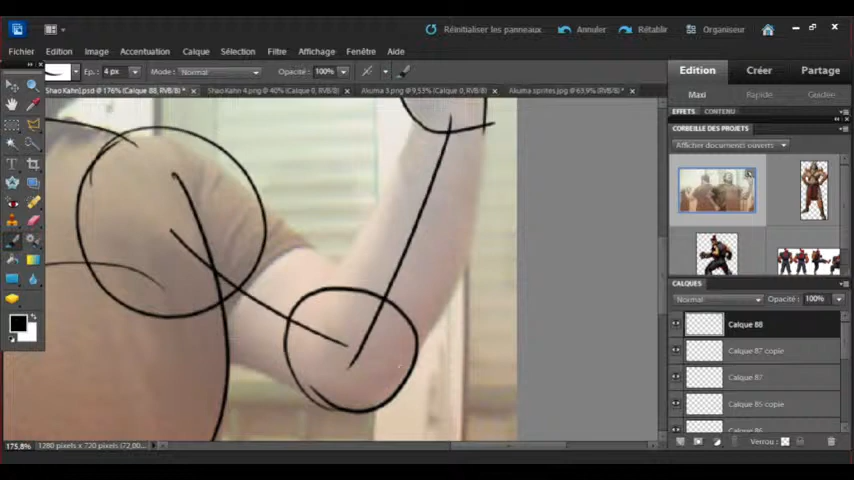 Réinitialiser les panneaux Annuler Rétablir Organiseur
Fichier Edition Image Accentuation Calque Sélection Filtre Affichage Fenêtre Aide
Ep.: 4 px Mode: Normal Opacité: 100%
Edition Créer Partage
Shao Kahn].psd @ 176% (Calque 88, RVB/8) * Shao Kahn 4.png @ 40% (Calque 0, RVB/8) Akuma 3.png @ 9,53% (Calque 0, RVB/8) Akuma sprites.jpg @ 63,9% (RVB/8) *
Maxi Rapide Guidée
EFFETS CONTENU
CORBEILLE DES PROJETS
Afficher documents ouverts
CALQUES
Normal Opacité: 100%
Calque 88
Calque 87 copie
Calque 87
Calque 85 copie
Calque 86
175,8% 1280 pixels x 720 pixels (72,00... Verrou :